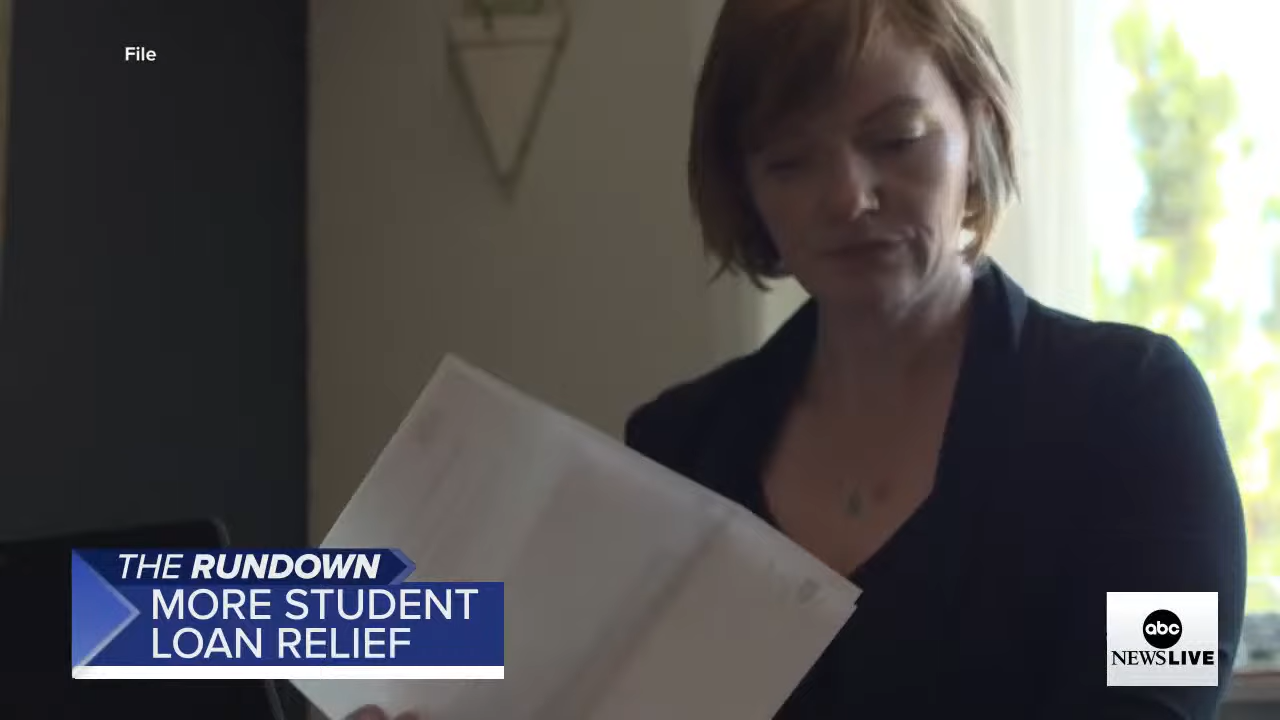 File
THE RUNDOWN
MORE STUDENT
LOAN RELIEF
abc
NEWSLIVE